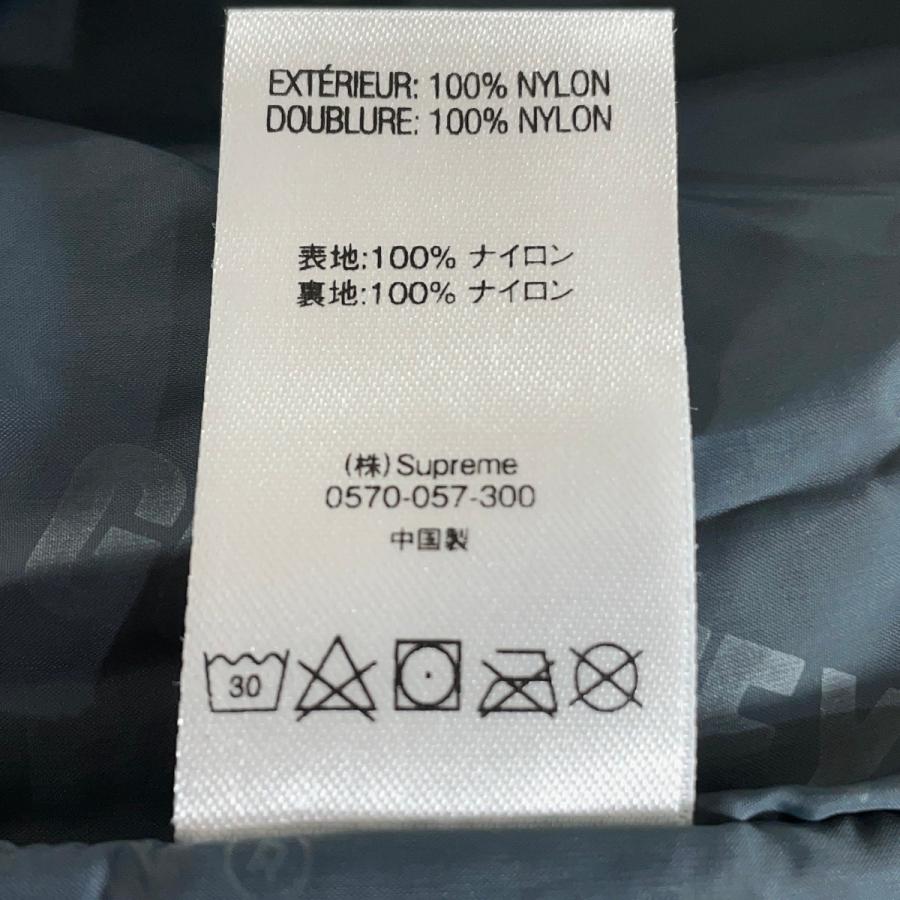 EXTÉRIEUR: 100% NYLON
DOUBLURE: 100% NYLON
表地:100% ナイロン
裏地:100% ナイロン
(株)Supreme
0570-057-300
中国製
30
®